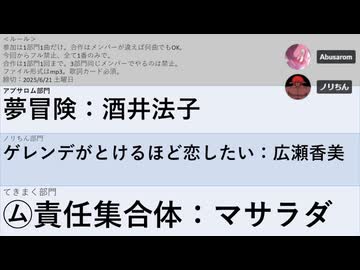 ＜ルール＞
参加は1部門1曲だけ。合作はメンバーが違えば何曲でもOK。
今回からフル禁止、全て1番のみで。
合作は1部門1回まで。3部門同じメンバーでやるのは禁止。
ファイル形式はmp3。歌詞カード必須。
締切：2025/6/21 土曜日
Abusarom
ノリちん
アブサロム部門
夢冒険：酒井法子
ノリちん部門
ゲレンデがとけるほど恋したい：広瀬香美
てきまく部門
㋰責任集合体：マサラダ